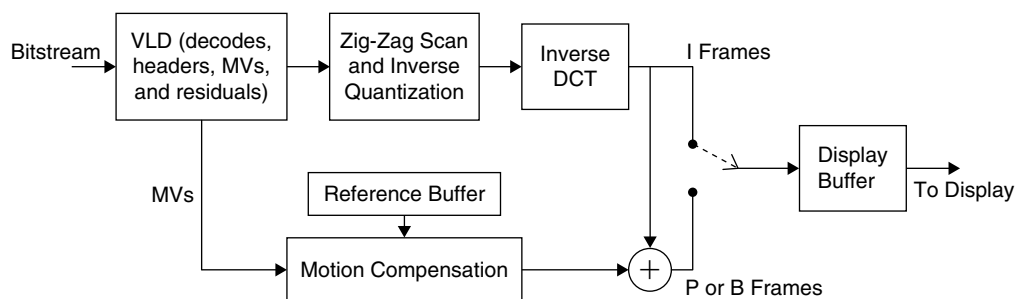 Bitstream
VLD (decodes,
headers, MVs,
and residuals)
Zig-Zag Scan
and Inverse
Quantization
Inverse
DCT
I Frames
Display
Buffer
To Display
MVs
Reference Buffer
Motion Compensation
+
P or B Frames